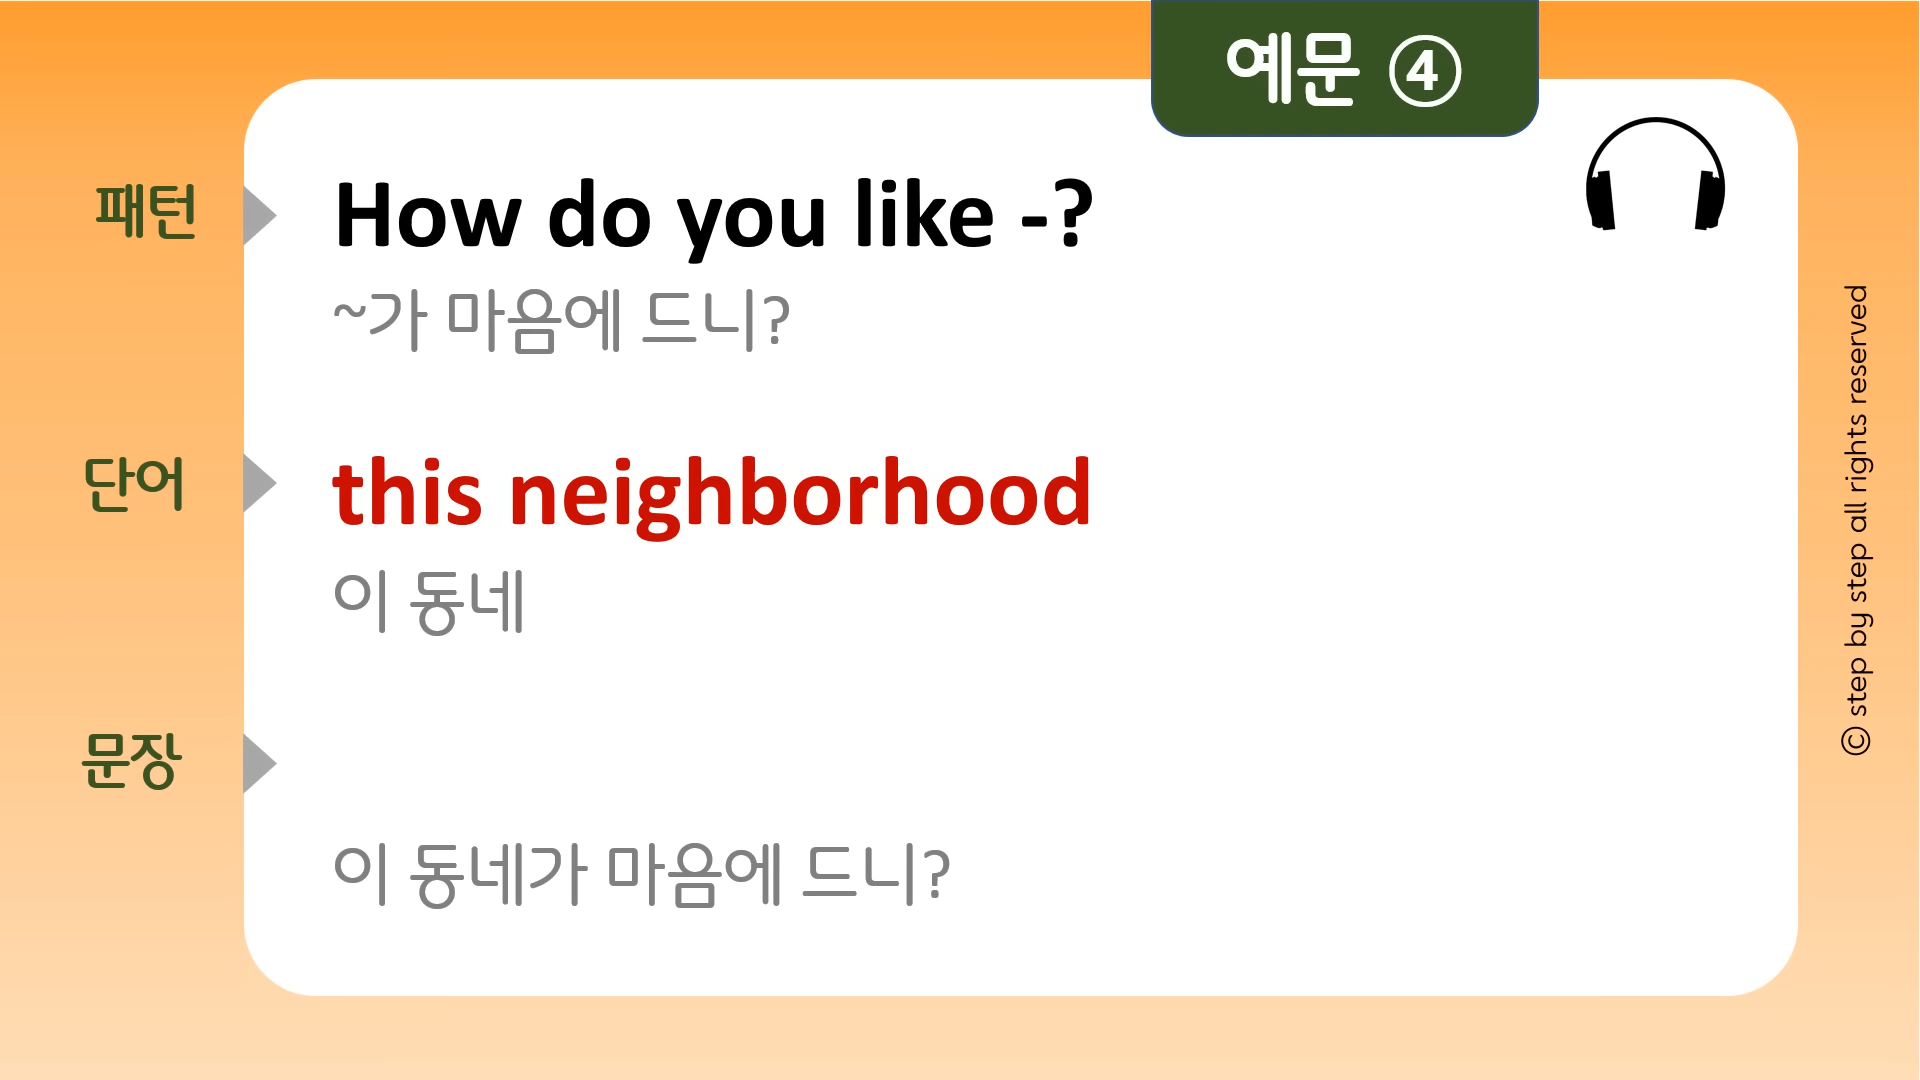 예문 ④
패턴
How do you like -?
~가 마음에 드니?
단어
this neighborhood
이 동네
문장
이 동네가 마음에 드니?
© step by step all rights reserved